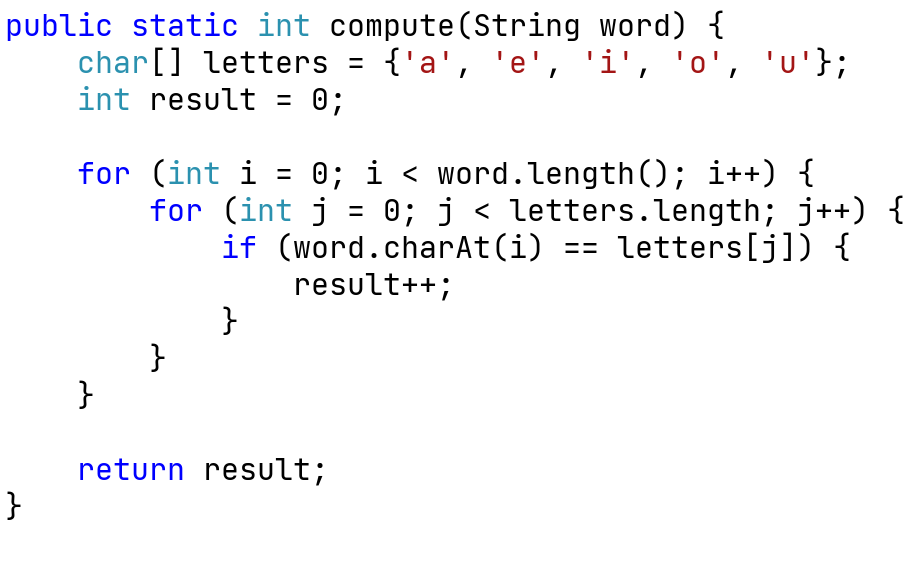 public static int compute(String word) {
    char[] letters = {'a', 'e', 'i', 'o', 'u'};
    int result = 0;

    for (int i = 0; i < word.length(); i++) {
        for (int j = 0; j < letters.length; j++) {
            if (word.charAt(i) == letters[j]) {
                result++;
            }
        }
    }

    return result;
}